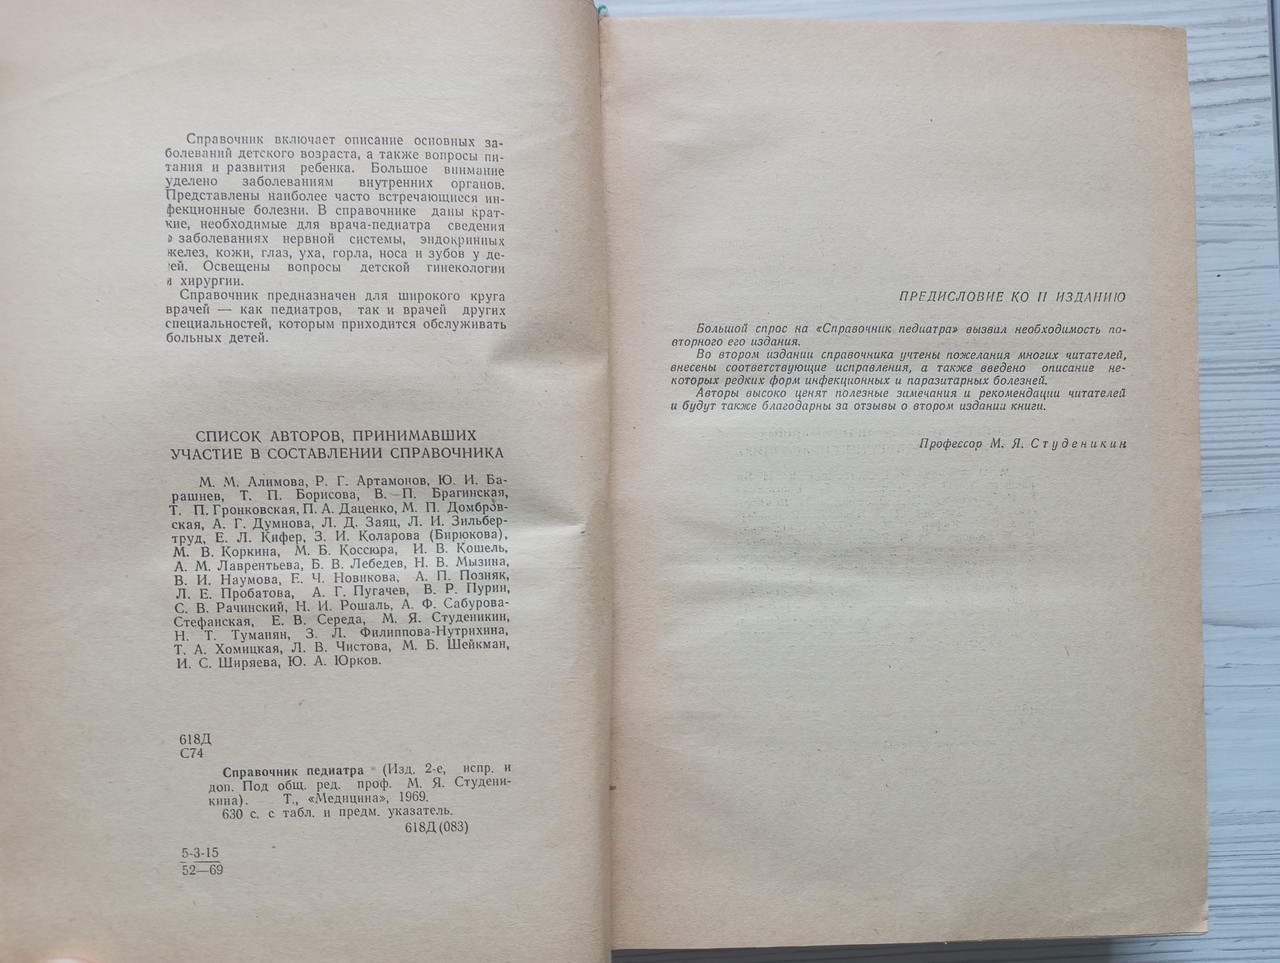 Справочник включает описание основных за-
болеваний детского возраста, а также вопросы пи-
тания и развития ребенка. Большое внимание
уделено заболеваниям внутренних органов.
Представлены наиболее часто встречающиеся ин-
фекционные болезни. В справочнике даны крат-
кие, необходимые для врача-педиатра сведения
о заболеваниях нервной системы, эндокринных
желез, кожи, глаз, уха, горла, носа и зубов у де-
тей. Освещены вопросы детской гинекологии
и хирургии.
Справочник предназначен для широкого круга
врачей — как педиатров, так и врачей других
специальностей, которым приходится обслуживать
больных детей.
СПИСОК АВТОРОВ, ПРИНИМАВШИХ
УЧАСТИЕ В СОСТАВЛЕНИИ СПРАВОЧНИКА
М. М. Алимова, Р. Г. Артамонов, Ю. И. Ба-
рашнев, Т. П. Борисова, В. П. Брагинская,
Т. П. Гронковская, П. А. Даценко, М. П. Домбров-
ская, А. Г. Думнова, Л. Д. Заяц, Л. И. Зильбер-
труд, Е. Л. Кифер, З. И. Коларова (Бирюкова),
М. В. Коркина, М. Б. Коссюра, И. В. Кошель,
А. М. Лаврентьева, Б. В. Лебедев, Н. В. Мызина,
В. И. Наумова, Е. Ч. Новикова, А. П. Позняк,
Л. Е. Пробатова, А. Г. Пугачев, В. Р. Пурин,
С. В. Рачинский, Н. И. Рошаль, А. Ф. Сабурова-
Стефанская, Е. В. Середа, М. Я. Студеникин,
Н. Т. Туманян, З. Л. Филиппова-Нутрихина,
Т. А. Хомицкая, Л. В. Чистова, М. Б. Шейкман,
И. С. Ширяева, Ю. А. Юрков.
618Д
С74
Справочник педиатра (Изд. 2-е, испр. и
доп. Под общ. ред. проф. М. Я. Студени-
кина). Т., «Медицина», 1969.
630 с. с табл. и предм. указатель.
618Д(083)
5-3-15
52—69
ПРЕДИСЛОВИЕ КО II ИЗДАНИЮ
Большой спрос на «Справочник педиатра» вызвал необходимость по-
вторного его издания.
Во втором издании справочника учтены пожелания многих читателей,
внесены соответствующие исправления, а также введено описание не-
которых редких форм инфекционных и паразитарных болезней.
Авторы высоко ценят полезные замечания и рекомендации читателей
и будут также благодарны за отзывы о втором издании книги.
Профессор М. Я. Студеникин